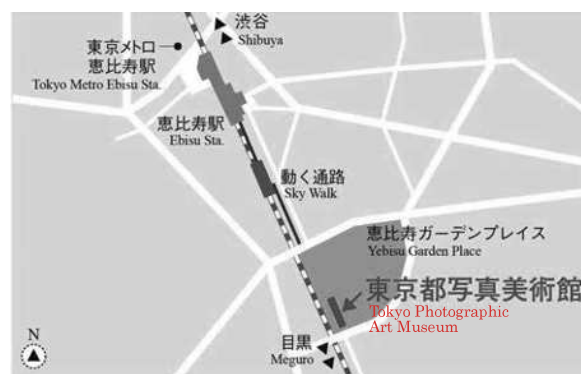 渋谷
Shibuya
東京メトロ
恵比寿駅
Tokyo Metro Ebisu Sta.
恵比寿駅
Ebisu Sta.
動く通路
Sky Walk
恵比寿ガーデンプレイス
Yebisu Garden Place
東京都写真美術館
Tokyo Photographic
Art Museum
目黒
Meguro
N